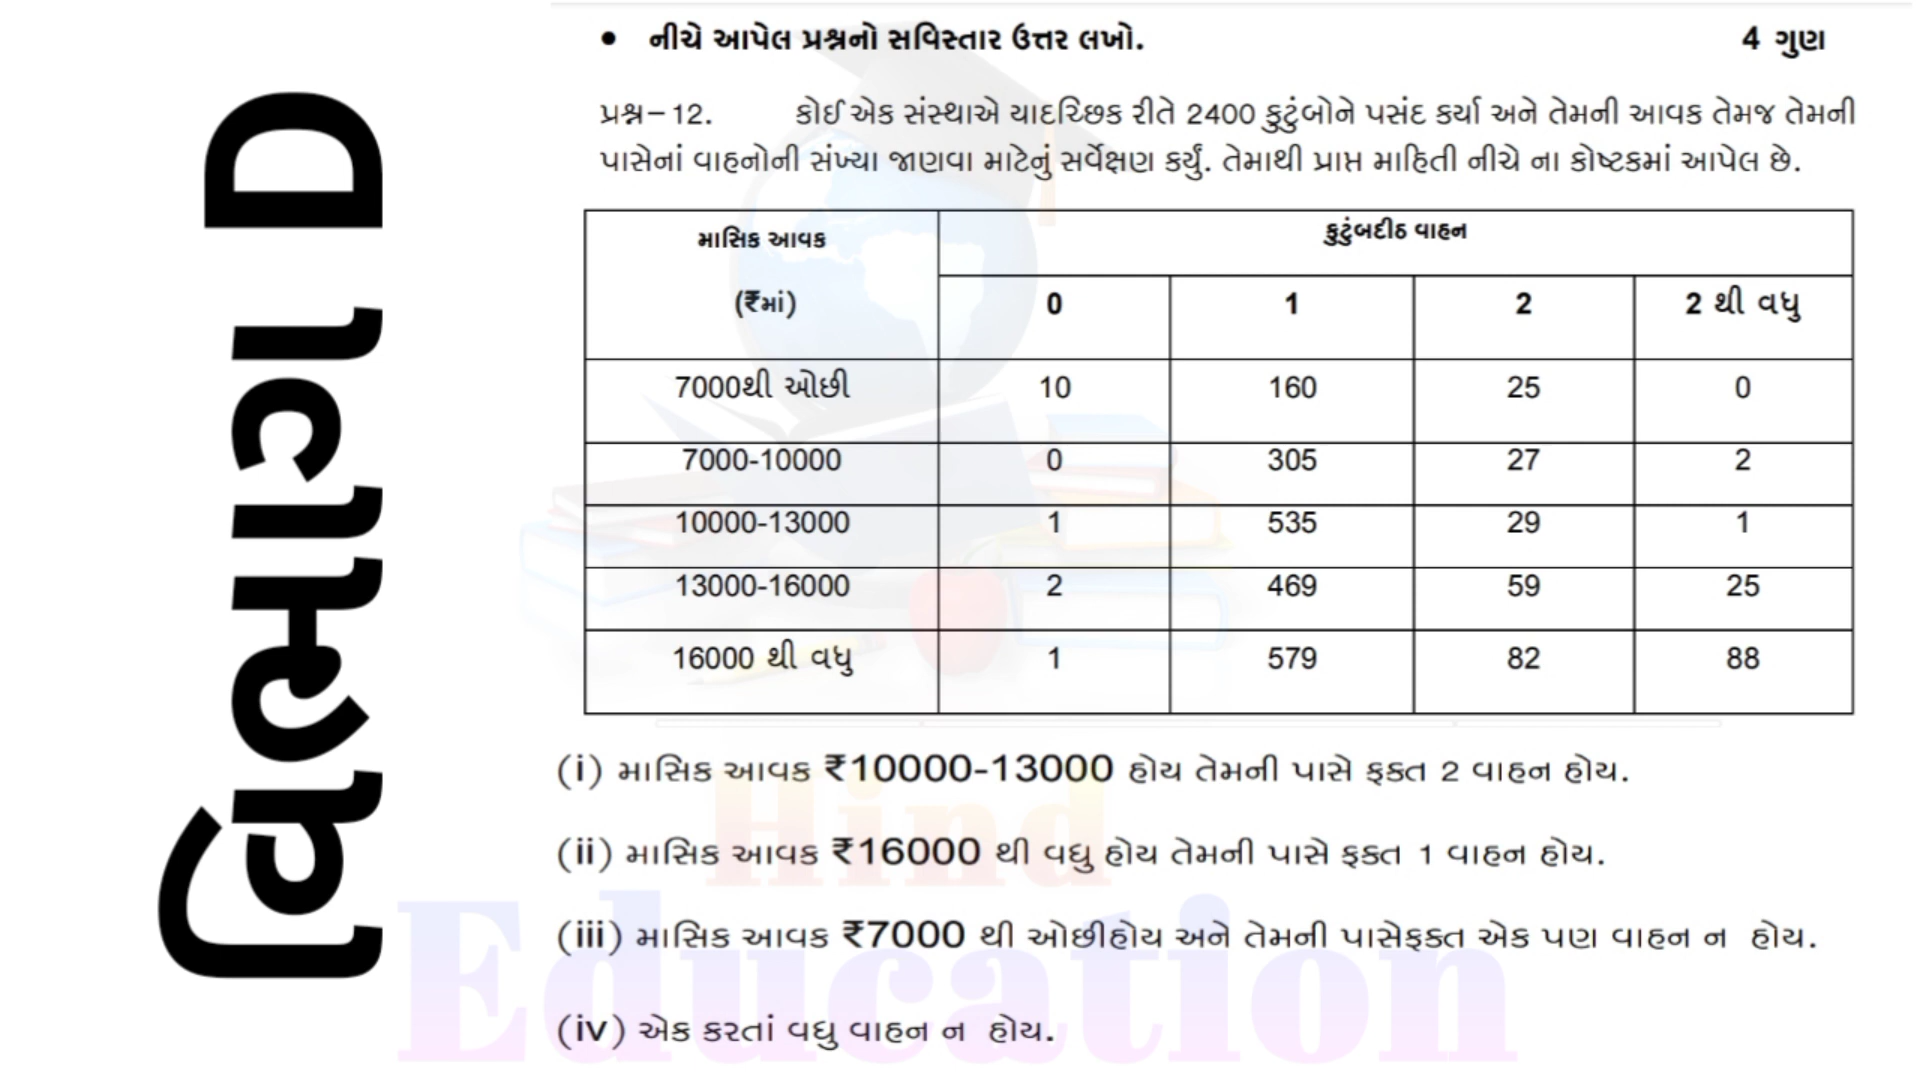 વિભાગ D
• નીચે આપેલ પ્રશ્નનો સવિસ્તાર ઉત્તર લખો. 4 ગુણ
પ્રશ્ન–12. કોઈ એક સંસ્થાએ યાદચ્છિક રીતે 2400 કુટુંબોને પસંદ કર્યા અને તેમની આવક તેમજ તેમની
પાસેનાં વાહનોની સંખ્યા જાણવા માટેનું સર્વેક્ષણ કર્યું. તેમાથી પ્રાપ્ત માહિતી નીચે ના કોષ્ટકમાં આપેલ છે.
માસિક આવક કુટુંબદીઠ વાહન
(₹માં) 0 1 2 2 થી વધુ
7000થી ઓછી 10 160 25 0
7000-10000 0 305 27 2
10000-13000 1 535 29 1
13000-16000 2 469 59 25
16000 થી વધુ 1 579 82 88
(i) માસિક આવક ₹10000-13000 હોય તેમની પાસે ફક્ત 2 વાહન હોય.
(ii) માસિક આવક ₹16000 થી વધુ હોય તેમની પાસે ફક્ત 1 વાહન હોય.
(iii) માસિક આવક ₹7000 થી ઓછીહોય અને તેમની પાસેફક્ત એક પણ વાહન ન હોય.
(iv) એક કરતાં વધુ વાહન ન હોય.
Hind
Education